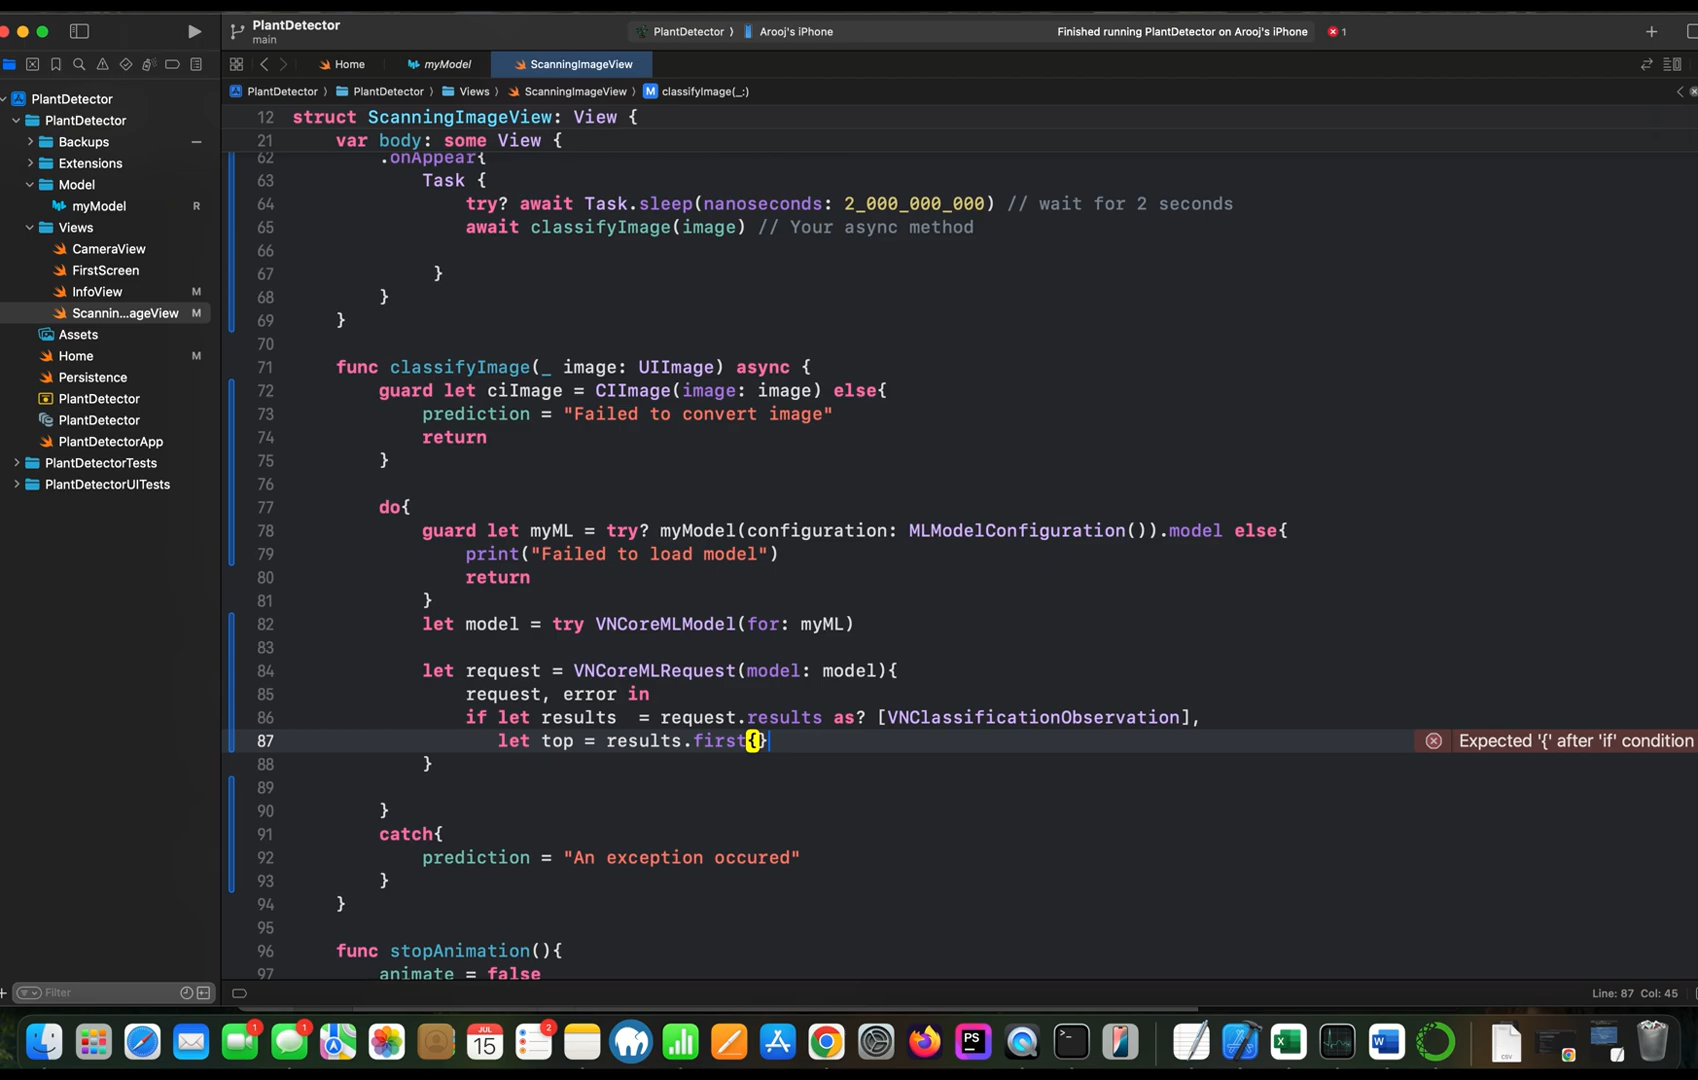 PlantDetector
main
PlantDetector
Arooj's iPhone
Finished running PlantDetector on Arooj's iPhone
1
Home
myModel
ScanningImageView
PlantDetector
PlantDetector
Views
ScanningImageView
M
classifyImage(_:)
PlantDetector
PlantDetector
Backups
Extensions
Model
myModel R
Views
CameraView
FirstScreen
InfoView M
Scannin...ageView M
Assets
Home M
Persistence
PlantDetector
PlantDetector
PlantDetectorApp
PlantDetectorTests
PlantDetectorUITests
Filter
12 struct ScanningImageView: View {
21 var body: some View {
62 .onAppear{
63 Task {
64 try? await Task.sleep(nanoseconds: 2_000_000_000) // wait for 2 seconds
65 await classifyImage(image) // Your async method
66
67 }
68 }
69 }
70
71 func classifyImage(_ image: UIImage) async {
72 guard let ciImage = CIImage(image: image) else{
73 prediction = "Failed to convert image"
74 return
75 }
76
77 do{
78 guard let myML = try? myModel(configuration: MLModelConfiguration()).model else{
79 print("Failed to load model")
80 return
81 }
82 let model = try VNCoreMLModel(for: myML)
83
84 let request = VNCoreMLRequest(model: model){
85 request, error in
86 if let results  = request.results as? [VNClassificationObservation],
87 let top = results.first{} Expected '{' after 'if' condition
88 }
89
90 }
91 catch{
92 prediction = "An exception occured"
93 }
94 }
95
96 func stopAnimation(){
97 animate = false
Line: 87 Col: 45
1
1
JUL
15
2
PS
X
W
CSV